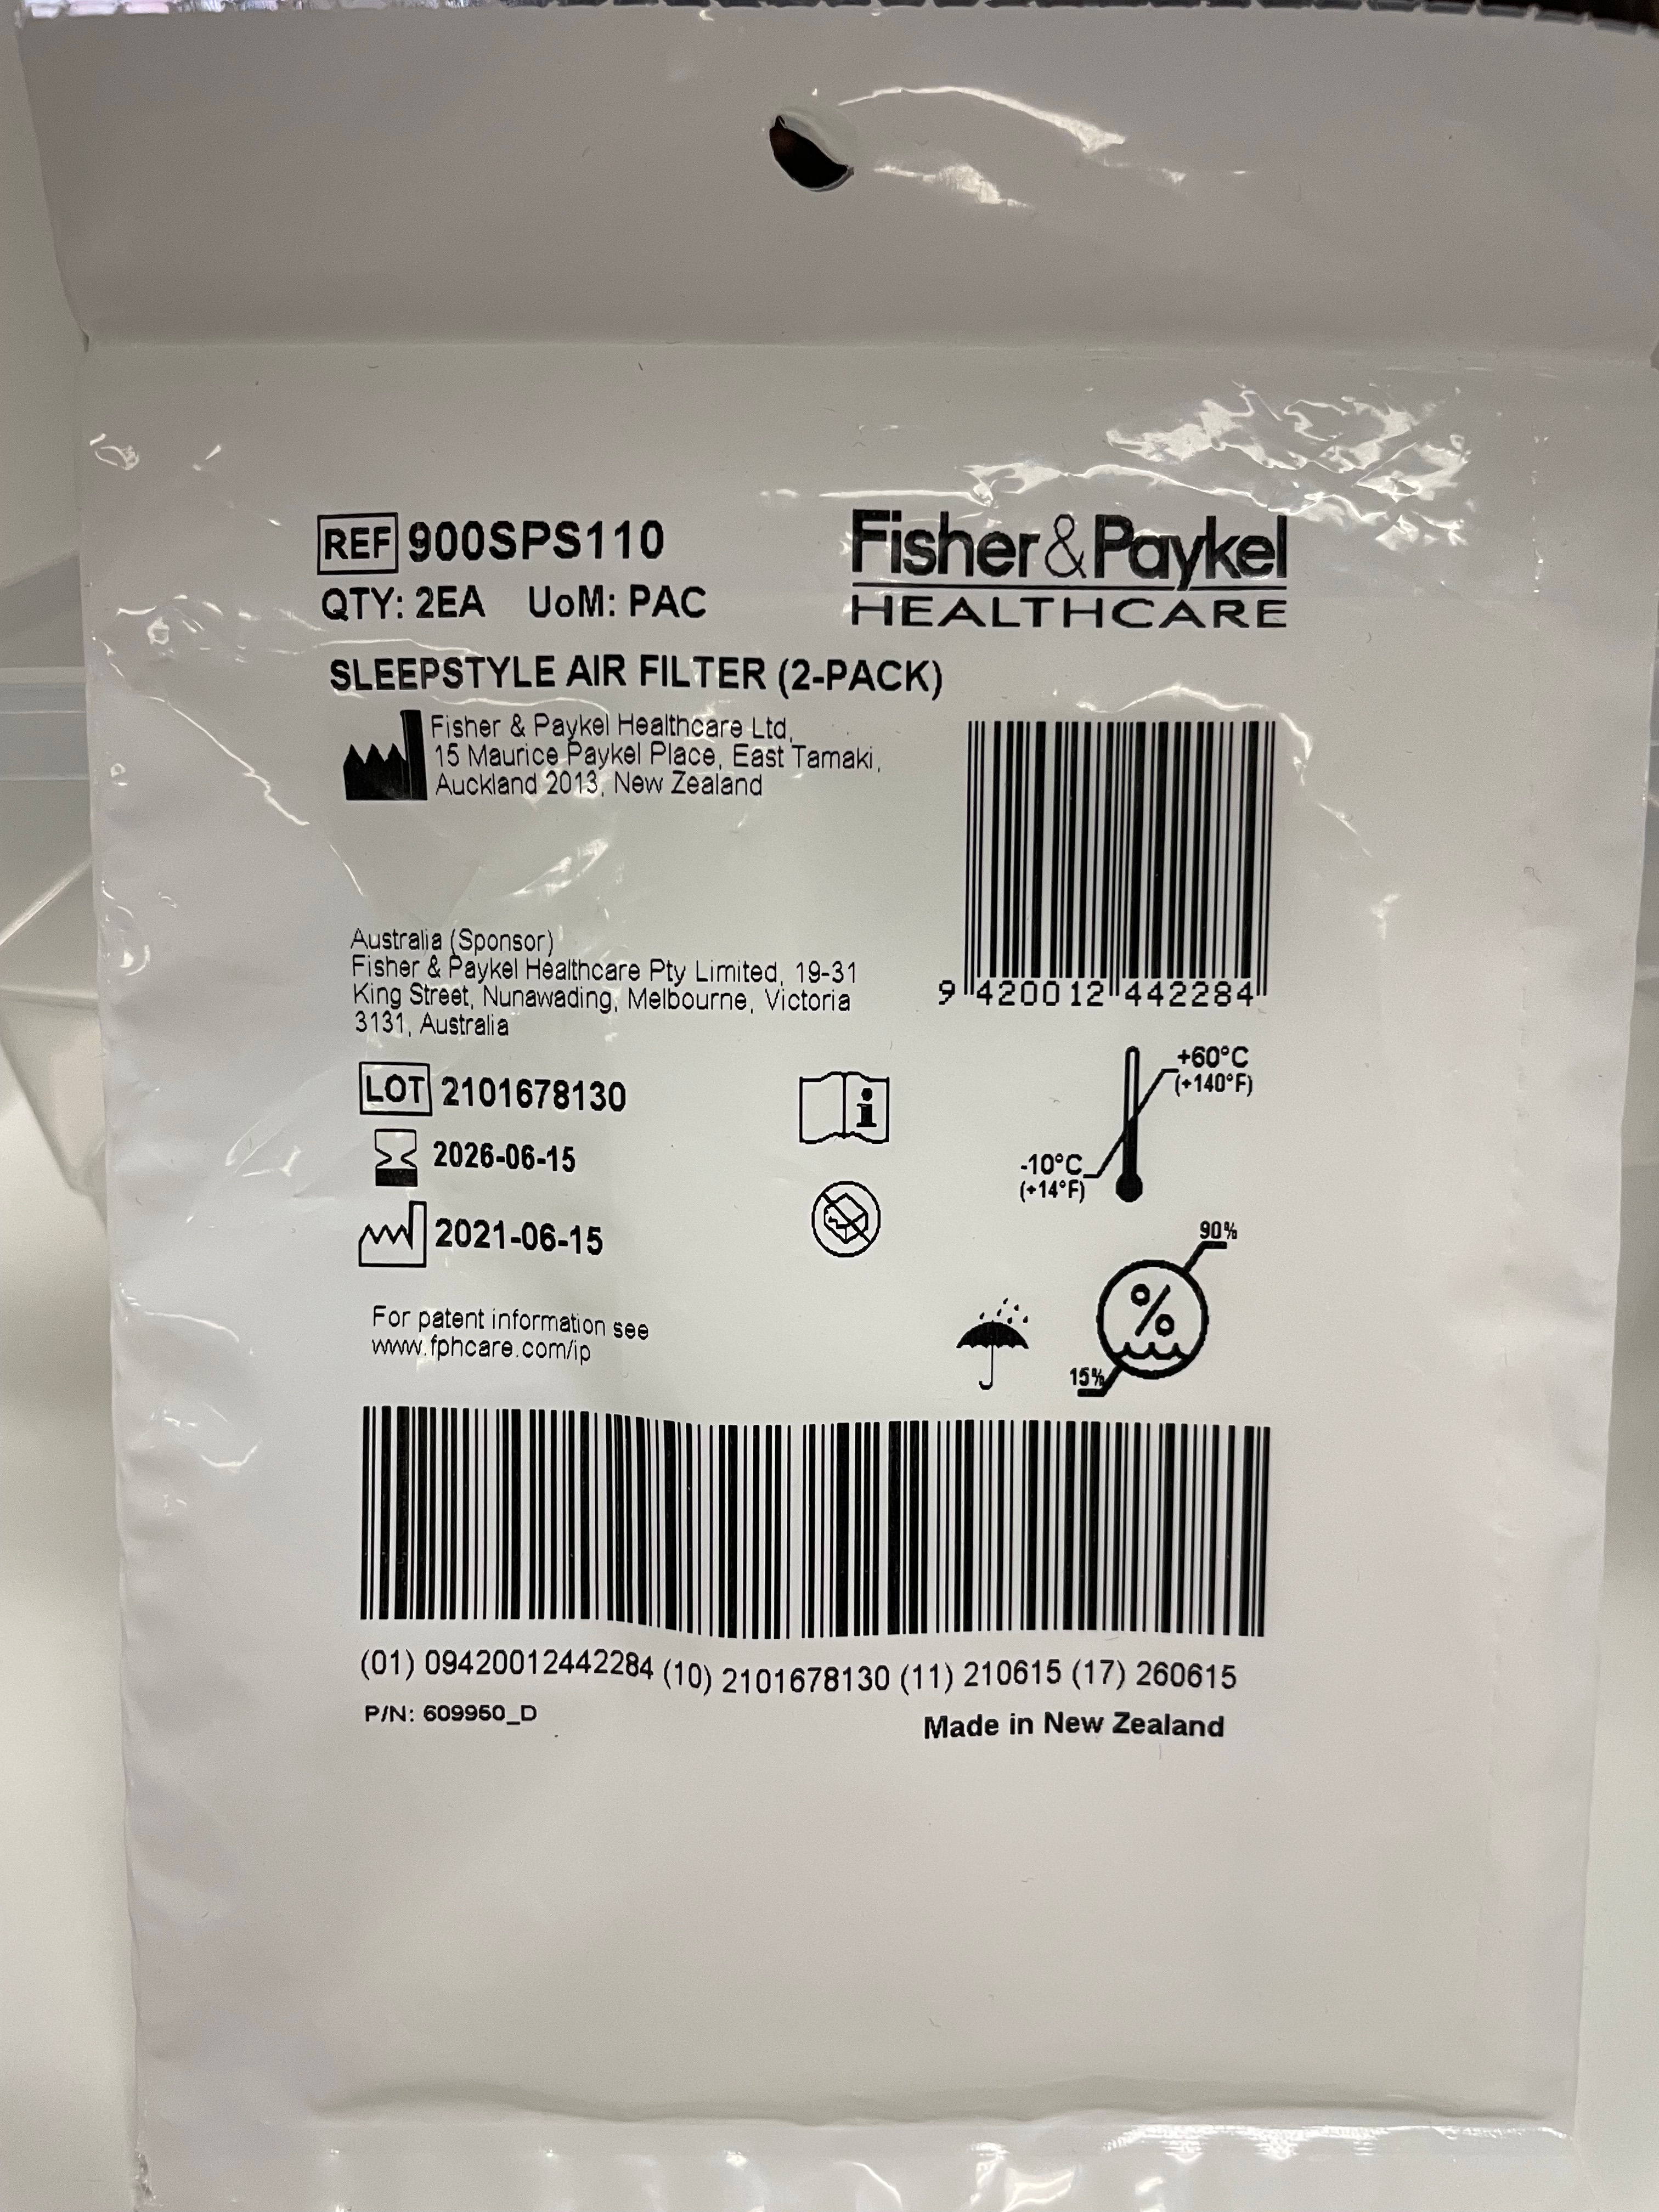 REF 900SPS110
QTY: 2EA UoM: PAC
Fisher&Paykel
HEALTHCARE
SLEEPSTYLE AIR FILTER (2-PACK)
Fisher & Paykel Healthcare Ltd,
15 Maurice Paykel Place, East Tamaki,
Auckland 2013, New Zealand
9 420012 442284
Australia (Sponsor)
Fisher & Paykel Healthcare Pty Limited, 19-31
King Street, Nunawading, Melbourne, Victoria
3131, Australia
LOT 2101678130
2026-06-15
2021-06-15
i
+60°C
(+140°F)
-10°C
(+14°F)
90%
%
15%
For patent information see
www.fphcare.com/ip
(01) 09420012442284 (10) 2101678130 (11) 210615 (17) 260615
P/N: 609950_D
Made in New Zealand